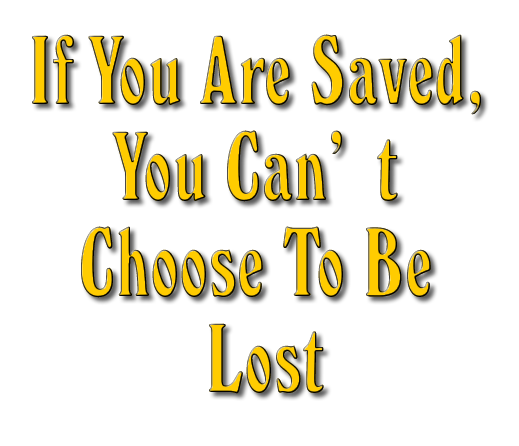 If You Are Saved,
You Can’ t
Choose To Be
Lost